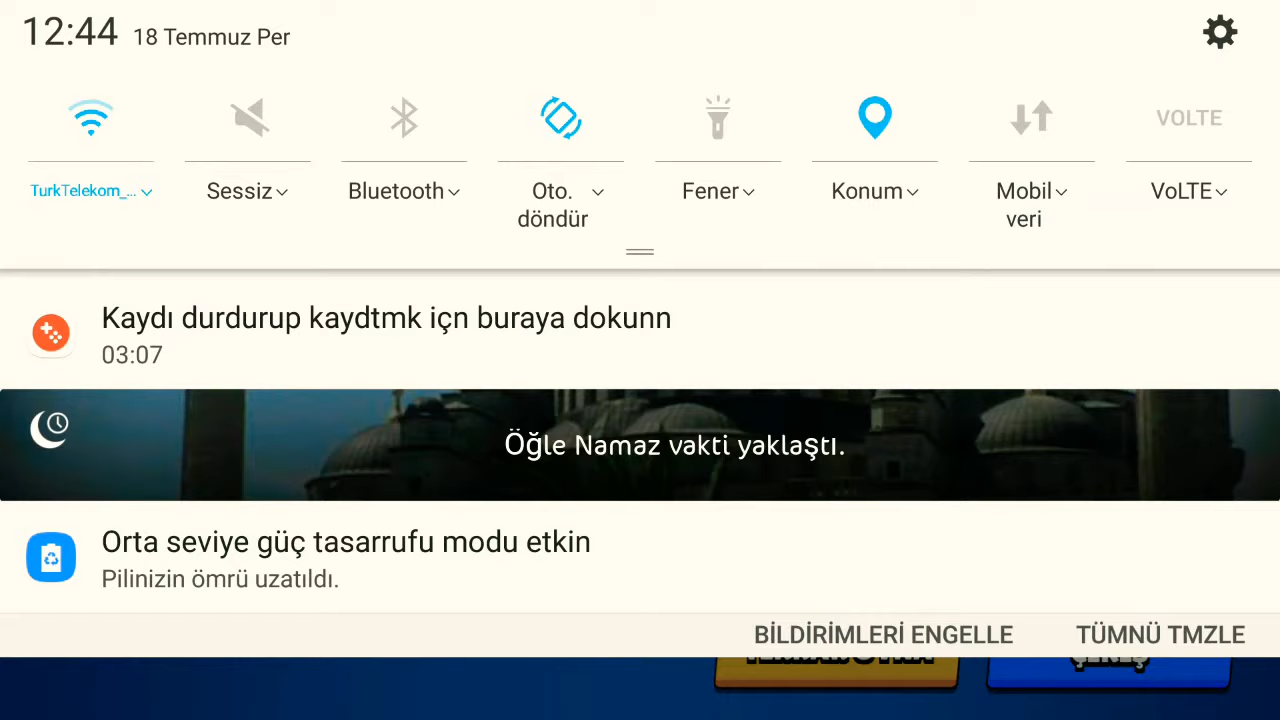 12:44 18 Temmuz Per
VOLTE
TurkTelekom_... Sessiz Bluetooth Oto. döndür Fener Konum Mobil veri VoLTE
Kaydı durdurup kaydtmk içn buraya dokunn
03:07
Öğle Namaz vakti yaklaştı.
Orta seviye güç tasarrufu modu etkin
Pilinizin ömrü uzatıldı.
BİLDİRİMLERİ ENGELLE TÜMNÜ TMZLE